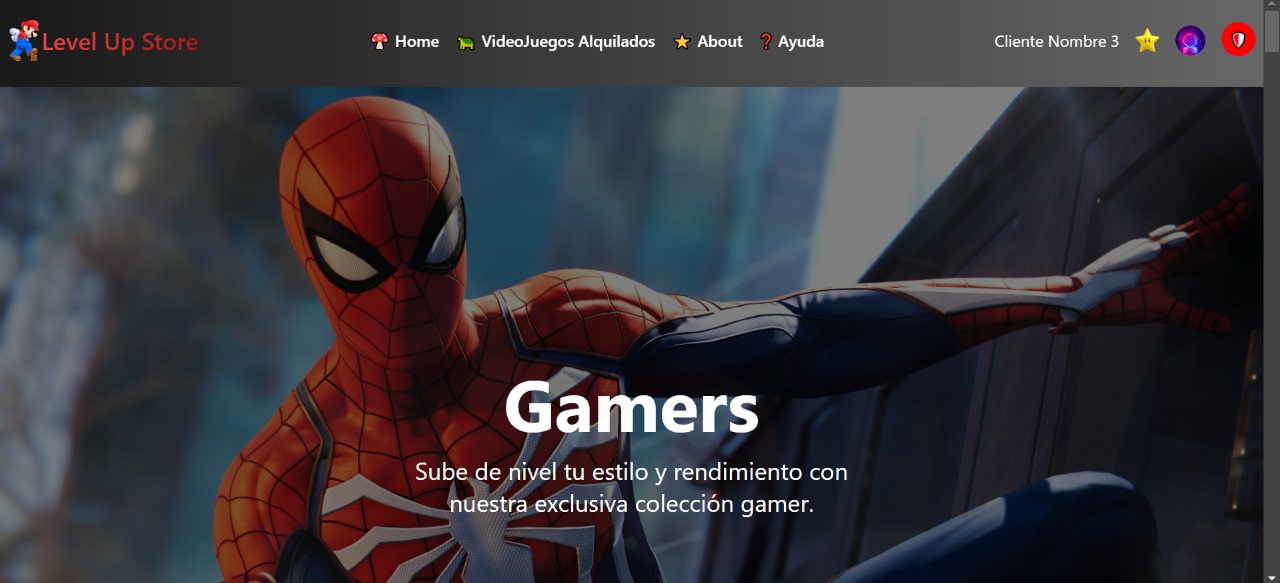 Level Up Store
Home
VideoJuegos Alquilados
About
Ayuda
Cliente Nombre 3
Gamers
Sube de nivel tu estilo y rendimiento con
nuestra exclusiva colección gamer.